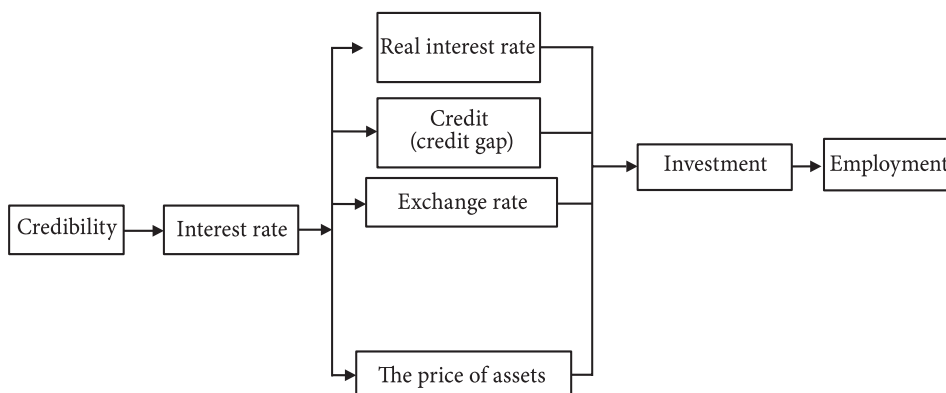 Real interest rate
Credit
(credit gap)
Investment
Employment
Exchange rate
Credibility
Interest rate
The price of assets